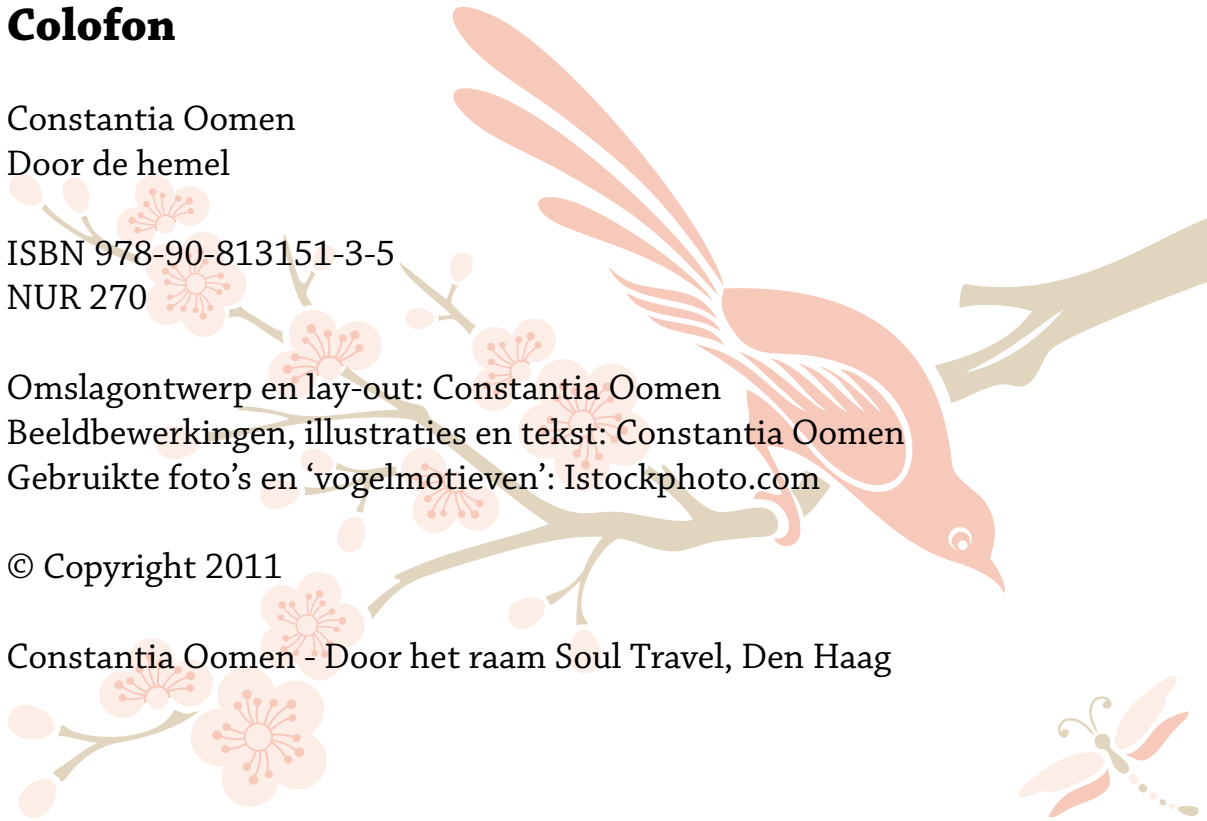 Colofon
Constantia Oomen
Door de hemel
ISBN 978-90-813151-3-5
NUR 270
Omslagontwerp en lay-out: Constantia Oomen
Beeldbewerkingen, illustraties en tekst: Constantia Oomen
Gebruikte foto’s en ‘vogelmotieven’: Istockphoto.com
© Copyright 2011
Constantia Oomen - Door het raam Soul Travel, Den Haag